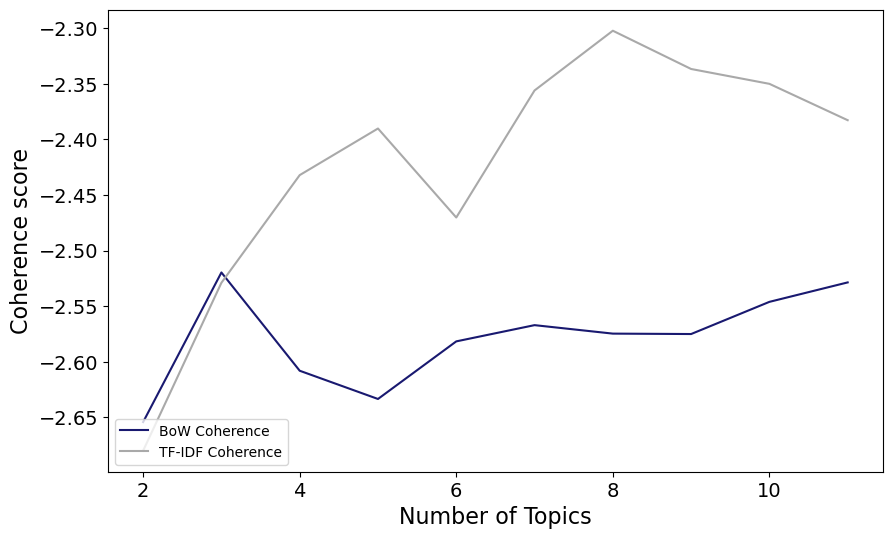 Coherence score
−2.30
−2.35
−2.40
−2.45
−2.50
−2.55
−2.60
−2.65
BoW Coherence
TF-IDF Coherence
2 4 6 8 10
Number of Topics